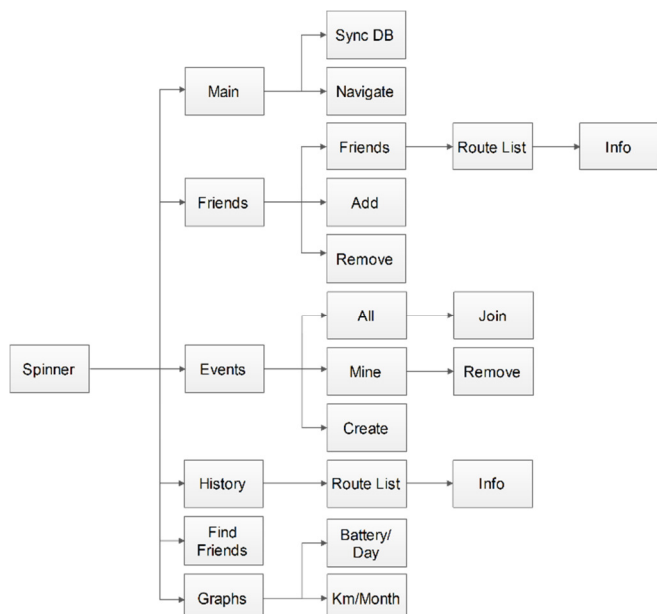 Sync DB
Main
Navigate
Friends
Route List
Info
Friends
Add
Remove
All
Join
Spinner
Events
Mine
Remove
Create
History
Route List
Info
Find
Friends
Battery/
Day
Graphs
Km/Month